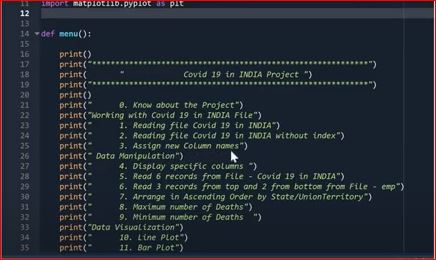 11 import matplotlib.pyplot as plt
12
13
14 def menu():
15
16 print()
17 print("************************************************************")
18 print( " Covid 19 in INDIA Project ")
19 print("************************************************************")
20 print()
21 print(" 0. Know about the Project")
22 print("Working with Covid 19 in INDIA File")
23 print(" 1. Reading file Covid 19 in INDIA")
24 print(" 2. Reading file Covid 19 in INDIA without index")
25 print(" 3. Assign new Column names")
26 print(" Data Manipulation")
27 print(" 4. Display specific columns ")
28 print(" 5. Read 6 records from File - Covid 19 in INDIA")
29 print(" 6. Read 3 records from top and 2 from bottom from File - emp")
30 print(" 7. Arrange in Ascending Order by State/UnionTerritory")
31 print(" 8. Maximum number of Deaths")
32 print(" 9. Minimum number of Deaths ")
33 print("Data Visualization")
34 print(" 10. Line Plot")
35 print(" 11. Bar Plot")